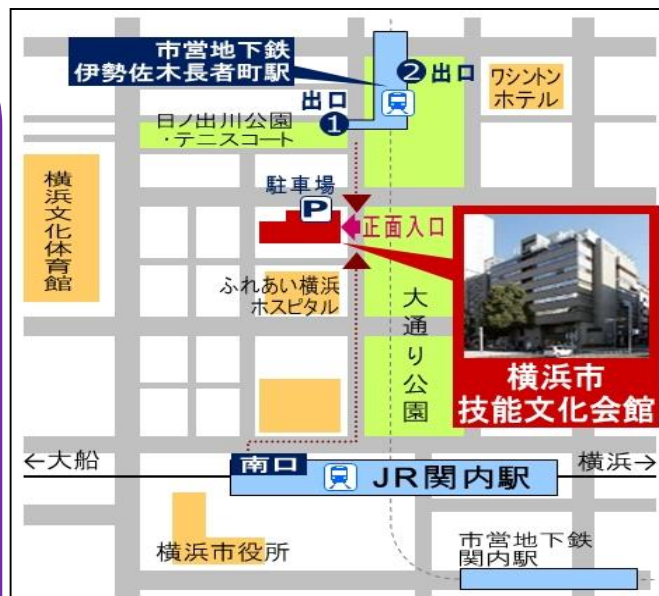 市営地下鉄
伊勢佐木長者町駅
❷出口
ワシントン
ホテル
出口
❶
日ノ出川公園
・テニスコート
横浜文化体育館
駐車場
P
正面入口
ふれあい横浜
ホスピタル
大通り公園
横浜市
技能文化会館
←大船
南口
JR関内駅
横浜→
横浜市役所
市営地下鉄
関内駅